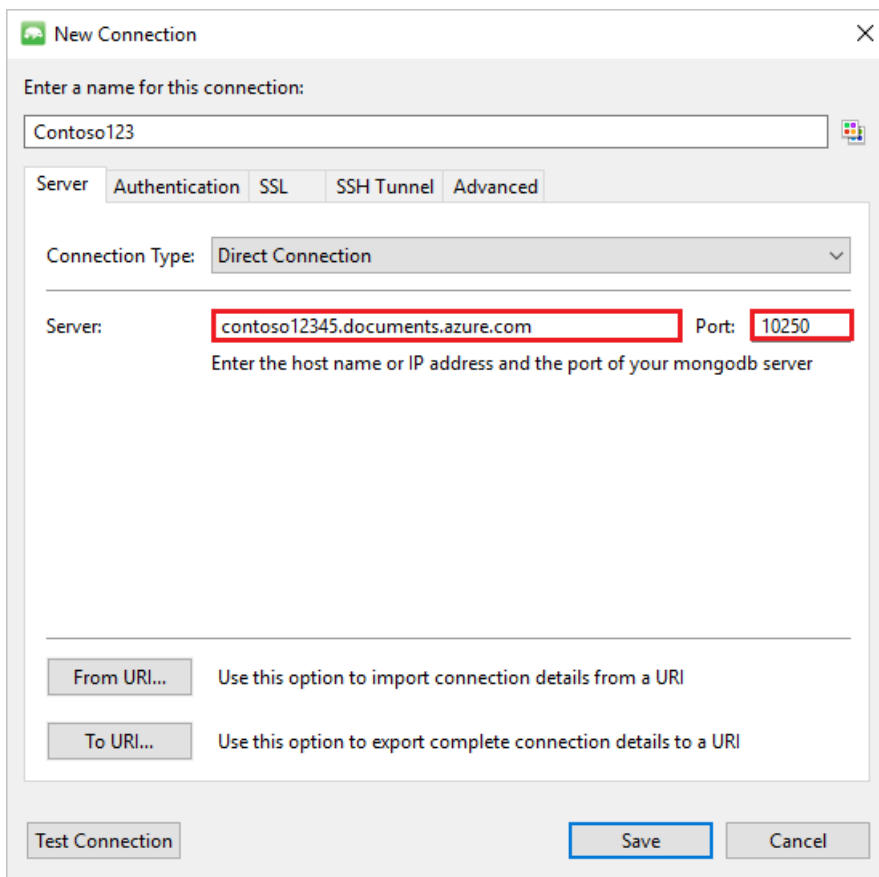 New Connection
Enter a name for this connection:
Contoso123
Server Authentication SSL SSH Tunnel Advanced
Connection Type: Direct Connection
Server: contoso12345.documents.azure.com Port: 10250
Enter the host name or IP address and the port of your mongodb server
From URI... Use this option to import connection details from a URI
To URI... Use this option to export complete connection details to a URI
Test Connection Save Cancel